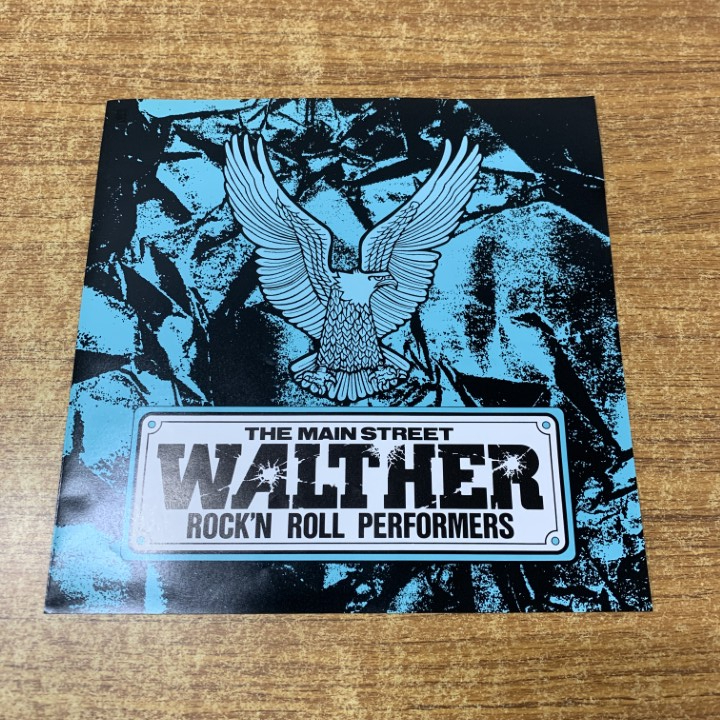 THE MAIN STREET
WALTHER
ROCK'N ROLL PERFORMERS